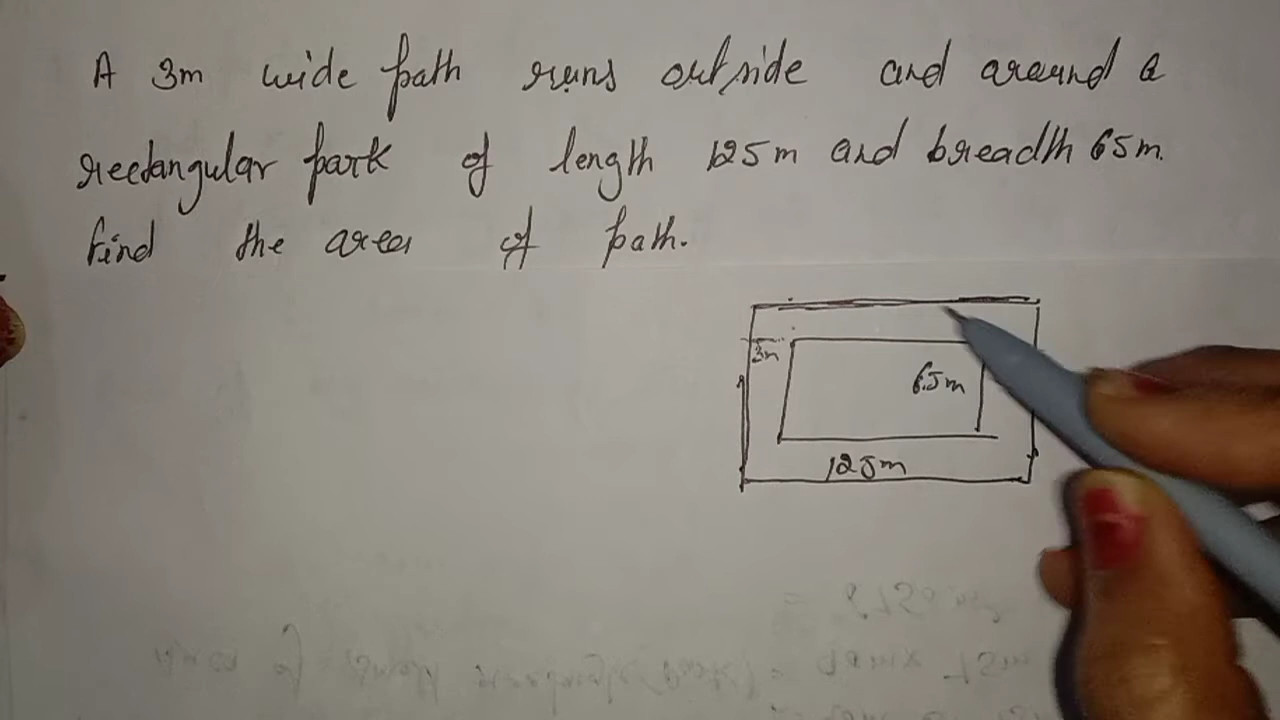 A 3m wide path runs outside and around a
rectangular park of length 125m and breadth 65m.
find the area of path.
3m
65m
125m